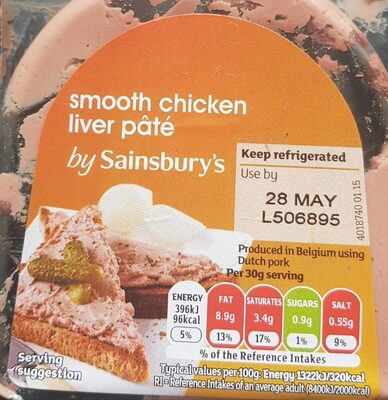 smooth chicken
liver pâté
by Sainsbury's
Keep refrigerated
Use by
28 MAY
L506895
4018740 01.15
Produced in Belgium using
Dutch pork
Per 30g serving
ENERGY 396kJ 96kcal 5%
FAT 8.9g 13%
SATURATES 3.4g 17%
SUGARS 0.9g 1%
SALT 0.55g 9%
% of the Reference Intakes
Serving
suggestion
Typical values per 100g: Energy 1322kJ/320kcal
RI = Reference Intakes of an average adult (8400kJ/2000kcal)